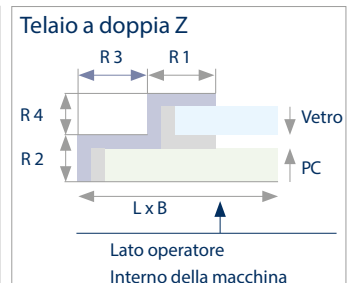 Telaio a doppia Z
R 3
R 1
R 4
Vetro
R 2
PC
L x B
Lato operatore
Interno della macchina